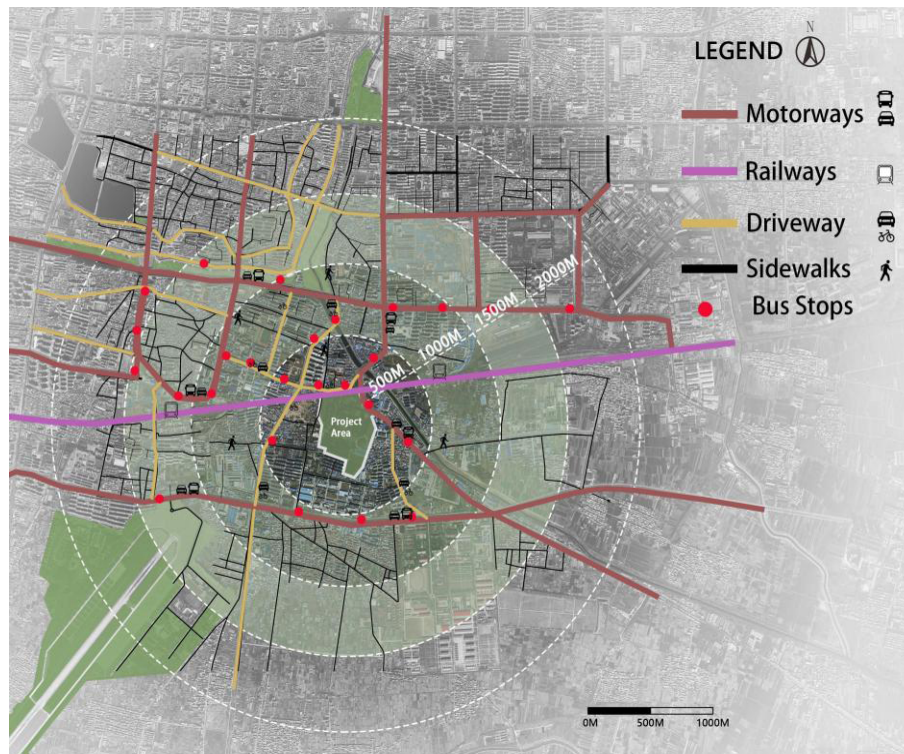 N
LEGEND
Motorways
Railways
Driveway
Sidewalks
Bus Stops
2000M
1500M
1000M
500M
Project
Area
0M 500M 1000M